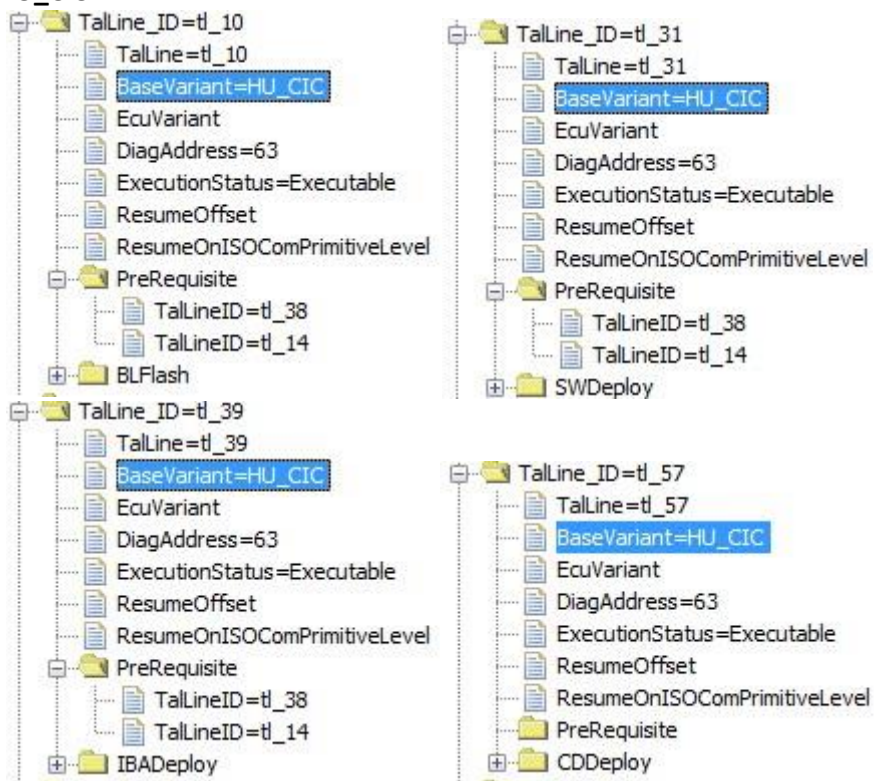 TalLine_ID=tl_10
TalLine=tl_10
BaseVariant=HU_CIC
EcuVariant
DiagAddress=63
ExecutionStatus=Executable
ResumeOffset
ResumeOnISOComPrimitiveLevel
PreRequisite
TalLineID=tl_38
TalLineID=tl_14
BLFlash
TalLine_ID=tl_31
TalLine=tl_31
BaseVariant=HU_CIC
EcuVariant
DiagAddress=63
ExecutionStatus=Executable
ResumeOffset
ResumeOnISOComPrimitiveLevel
PreRequisite
TalLineID=tl_38
TalLineID=tl_14
SWDeploy
TalLine_ID=tl_39
TalLine=tl_39
BaseVariant=HU_CIC
EcuVariant
DiagAddress=63
ExecutionStatus=Executable
ResumeOffset
ResumeOnISOComPrimitiveLevel
PreRequisite
TalLineID=tl_38
TalLineID=tl_14
IBADeploy
TalLine_ID=tl_57
TalLine=tl_57
BaseVariant=HU_CIC
EcuVariant
DiagAddress=63
ExecutionStatus=Executable
ResumeOffset
ResumeOnISOComPrimitiveLevel
PreRequisite
CDDeploy